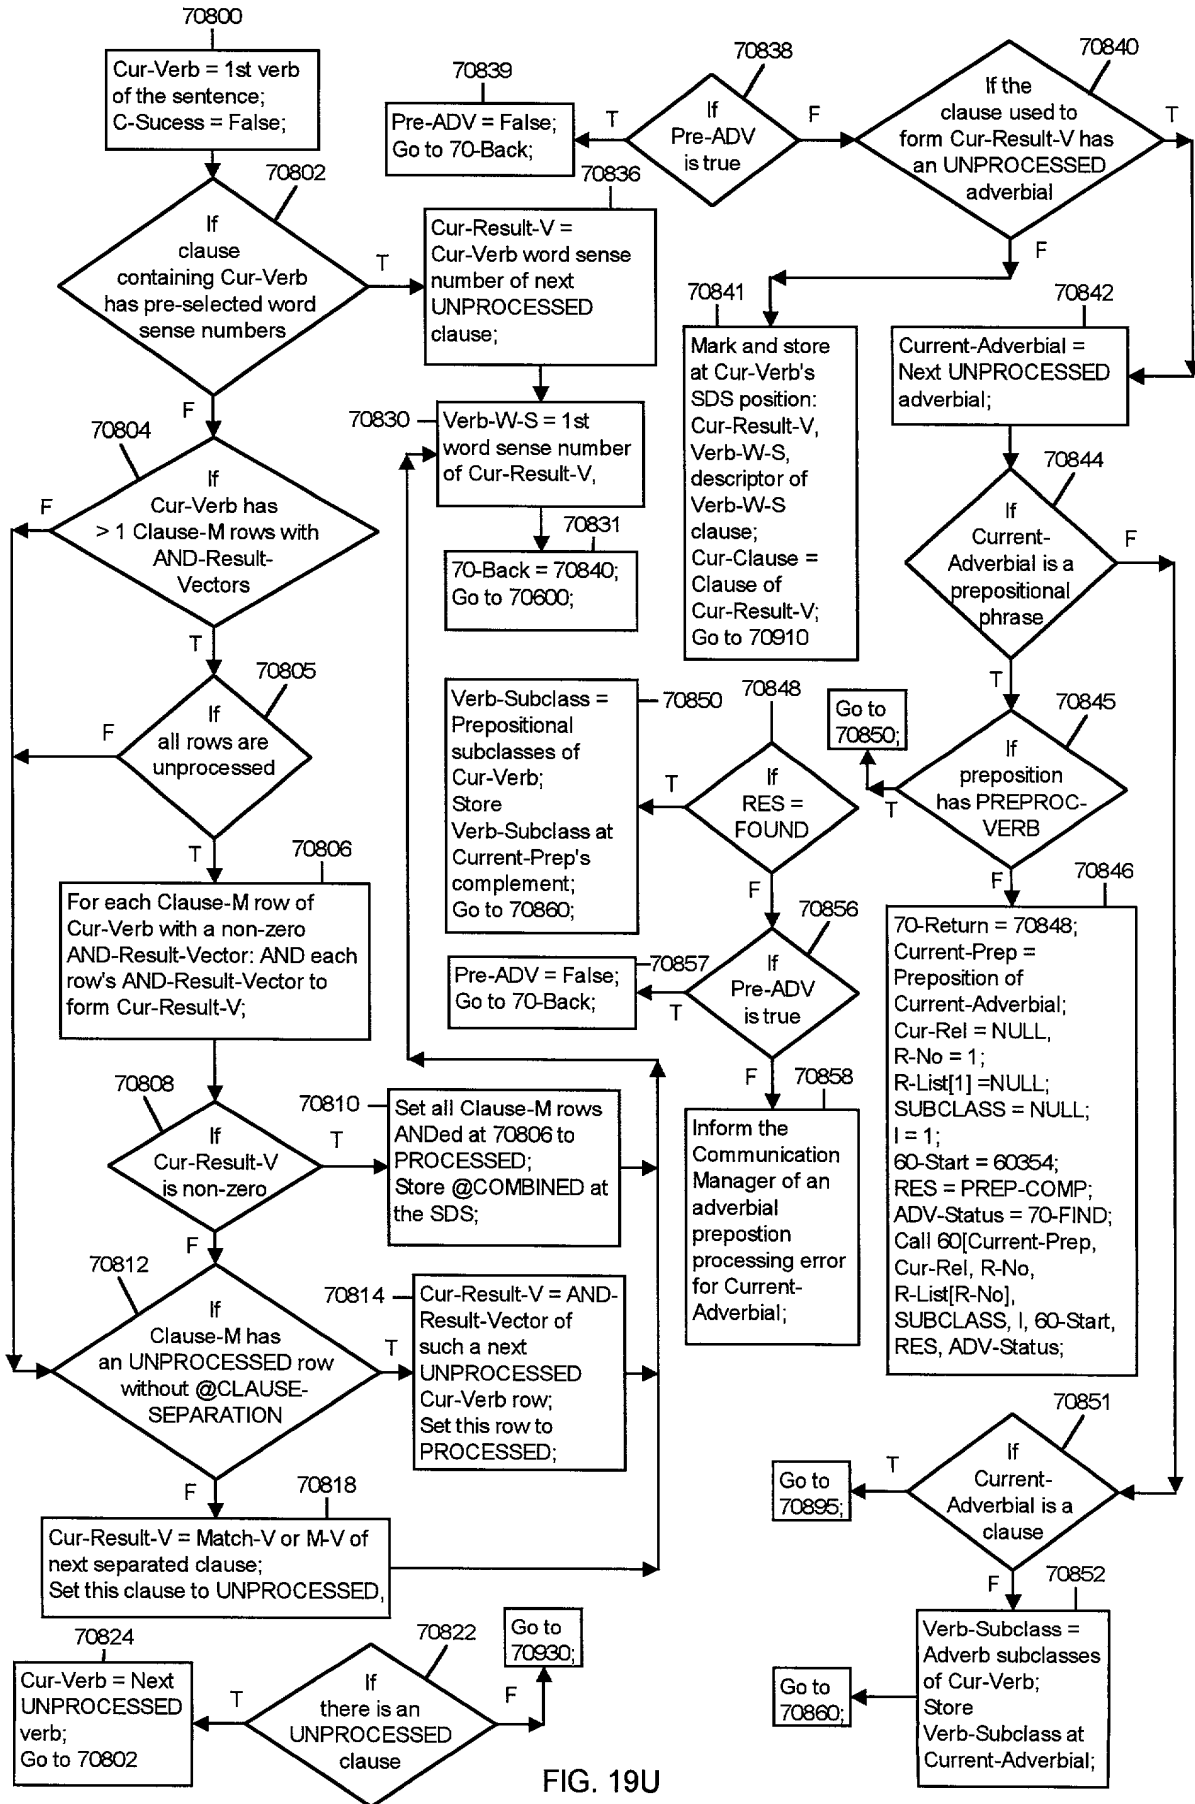 70800
Cur-Verb = 1st verb
of the sentence;
C-Sucess = False;
70802
If
clause
containing Cur-Verb
has pre-selected word
sense numbers
T
F
70804
If
Cur-Verb has
> 1 Clause-M rows with
AND-Result-
Vectors
F
T
70805
If
all rows are
unprocessed
F
T
70806
For each Clause-M row of
Cur-Verb with a non-zero
AND-Result-Vector: AND each
row's AND-Result-Vector to
form Cur-Result-V;
70808
If
Cur-Result-V
is non-zero
T
F
70810
Set all Clause-M rows
ANDed at 70806 to
PROCESSED;
Store @COMBINED at
the SDS;
70812
If
Clause-M has
an UNPROCESSED row
without @CLAUSE-
SEPARATION
T
F
70814
Cur-Result-V = AND-
Result-Vector of
such a next
UNPROCESSED
Cur-Verb row;
Set this row to
PROCESSED;
70818
Cur-Result-V = Match-V or M-V of
next separated clause;
Set this clause to UNPROCESSED,
70824
Cur-Verb = Next
UNPROCESSED
verb;
Go to 70802
70822
If
there is an
UNPROCESSED
clause
T
F
Go to
70930;
70839
Pre-ADV = False;
Go to 70-Back;
70838
If
Pre-ADV
is true
T
F
70836
Cur-Result-V =
Cur-Verb word sense
number of next
UNPROCESSED
clause;
70830
Verb-W-S = 1st
word sense number
of Cur-Result-V,
70831
70-Back = 70840;
Go to 70600;
70840
If the
clause used to
form Cur-Result-V has
an UNPROCESSED
adverbial
T
F
70841
Mark and store
at Cur-Verb's
SDS position:
Cur-Result-V,
Verb-W-S,
descriptor of
Verb-W-S
clause;
Cur-Clause =
Clause of
Cur-Result-V;
Go to 70910
70842
Current-Adverbial =
Next UNPROCESSED
adverbial;
70844
If
Current-
Adverbial is a
prepositional
phrase
F
T
70845
If
preposition
has PREPROC-
VERB
T
F
Go to
70850;
70846
70-Return = 70848;
Current-Prep =
Preposition of
Current-Adverbial;
Cur-Rel = NULL,
R-No = 1;
R-List[1] =NULL;
SUBCLASS = NULL;
I = 1;
60-Start = 60354;
RES = PREP-COMP;
ADV-Status = 70-FIND;
Call 60[Current-Prep,
Cur-Rel, R-No,
R-List[R-No],
SUBCLASS, I, 60-Start,
RES, ADV-Status;
70848
If
RES =
FOUND
T
F
70850
Verb-Subclass =
Prepositional
subclasses of
Cur-Verb;
Store
Verb-Subclass at
Current-Prep's
complement;
Go to 70860;
70856
If
Pre-ADV
is true
T
F
70857
Pre-ADV = False;
Go to 70-Back;
70858
Inform the
Communication
Manager of an
adverbial
prepostion
processing error
for Current-
Adverbial;
70851
If
Current-
Adverbial is a
clause
T
F
Go to
70895;
70852
Verb-Subclass =
Adverb subclasses
of Cur-Verb;
Store
Verb-Subclass at
Current-Adverbial;
Go to
70860;
FIG. 19U